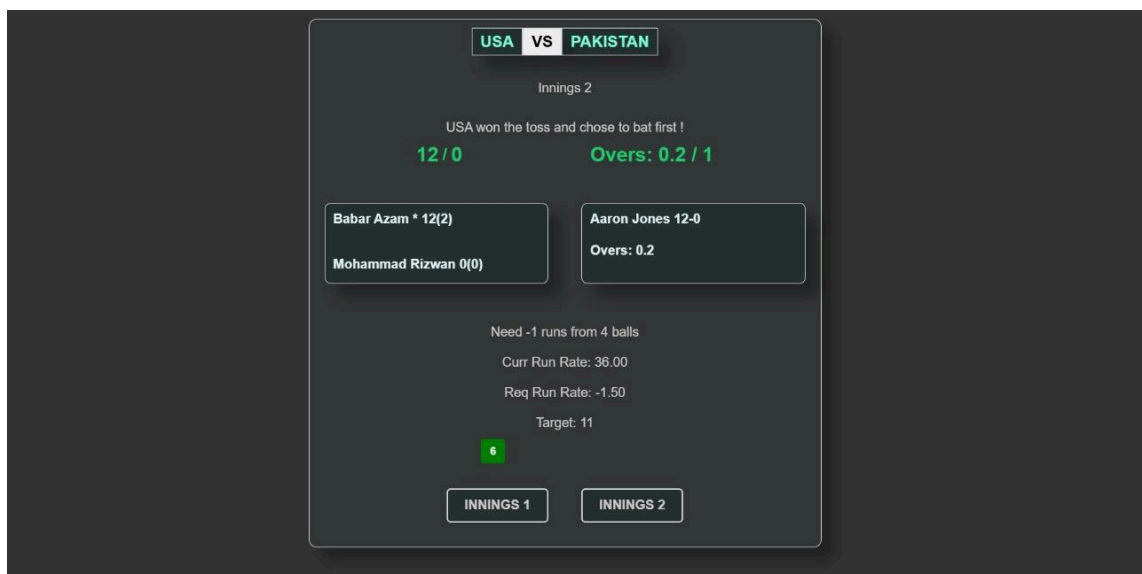 USA VS PAKISTAN
Innings 2
USA won the toss and chose to bat first !
12 / 0 Overs: 0.2 / 1
Babar Azam * 12(2)
Mohammad Rizwan 0(0)
Aaron Jones 12-0
Overs: 0.2
Need -1 runs from 4 balls
Curr Run Rate: 36.00
Req Run Rate: -1.50
Target: 11
6
INNINGS 1 INNINGS 2